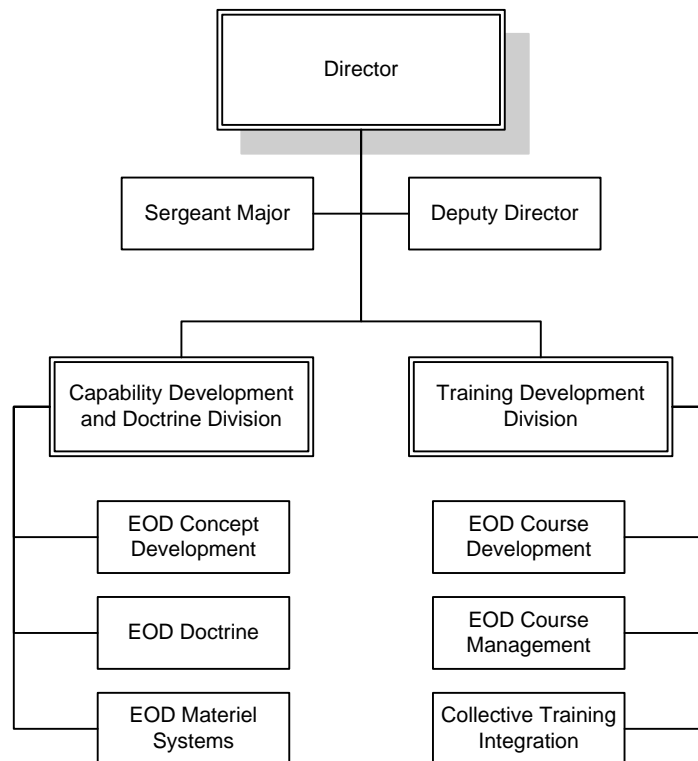 Director
Sergeant Major
Deputy Director
Capability Development
and Doctrine Division
Training Development
Division
EOD Concept
Development
EOD Course
Development
EOD Doctrine
EOD Course
Management
EOD Materiel
Systems
Collective Training
Integration